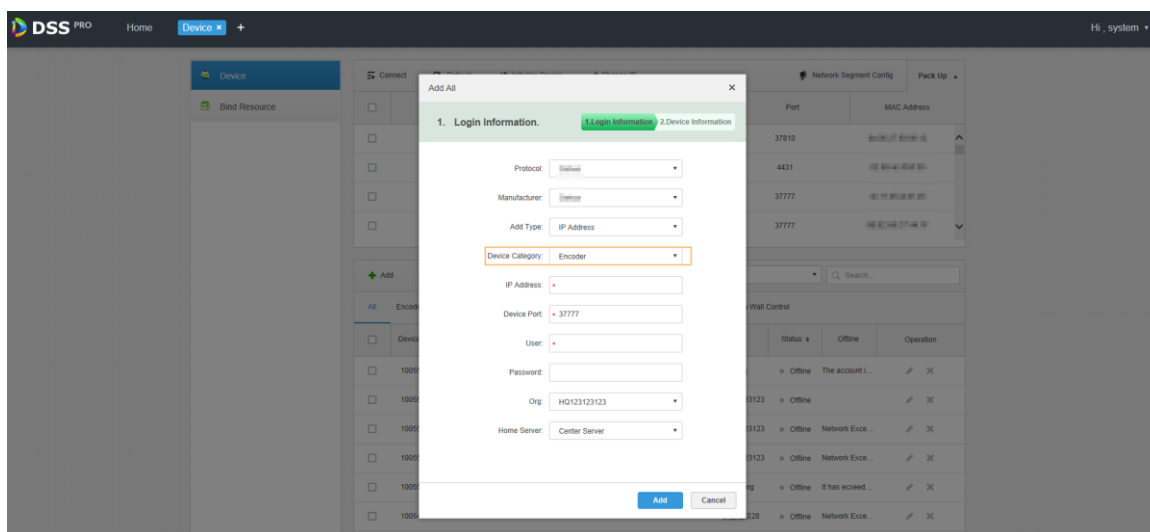 DSS PRO Home Device × + Hi , system
Device
Bind Resource
Connect Network Segment Config Pack Up
Port MAC Address
37810
4431
37777
37777
Add All ×
1. Login Information. 1.Login Information 2.Device Information
Protocol:
Manufacturer:
Add Type: IP Address
Device Category: Encoder
IP Address: *
Device Port: * 37777
User: *
Password:
Org: HQ123123123
Home Server: Center Server
Add Cancel
Add Search...
All Wall Control
Status Offline Operation
Offline The account i...
Offline
Offline Network Exce...
Offline Network Exce...
Offline It has ecreed...
Offline Network Exce...